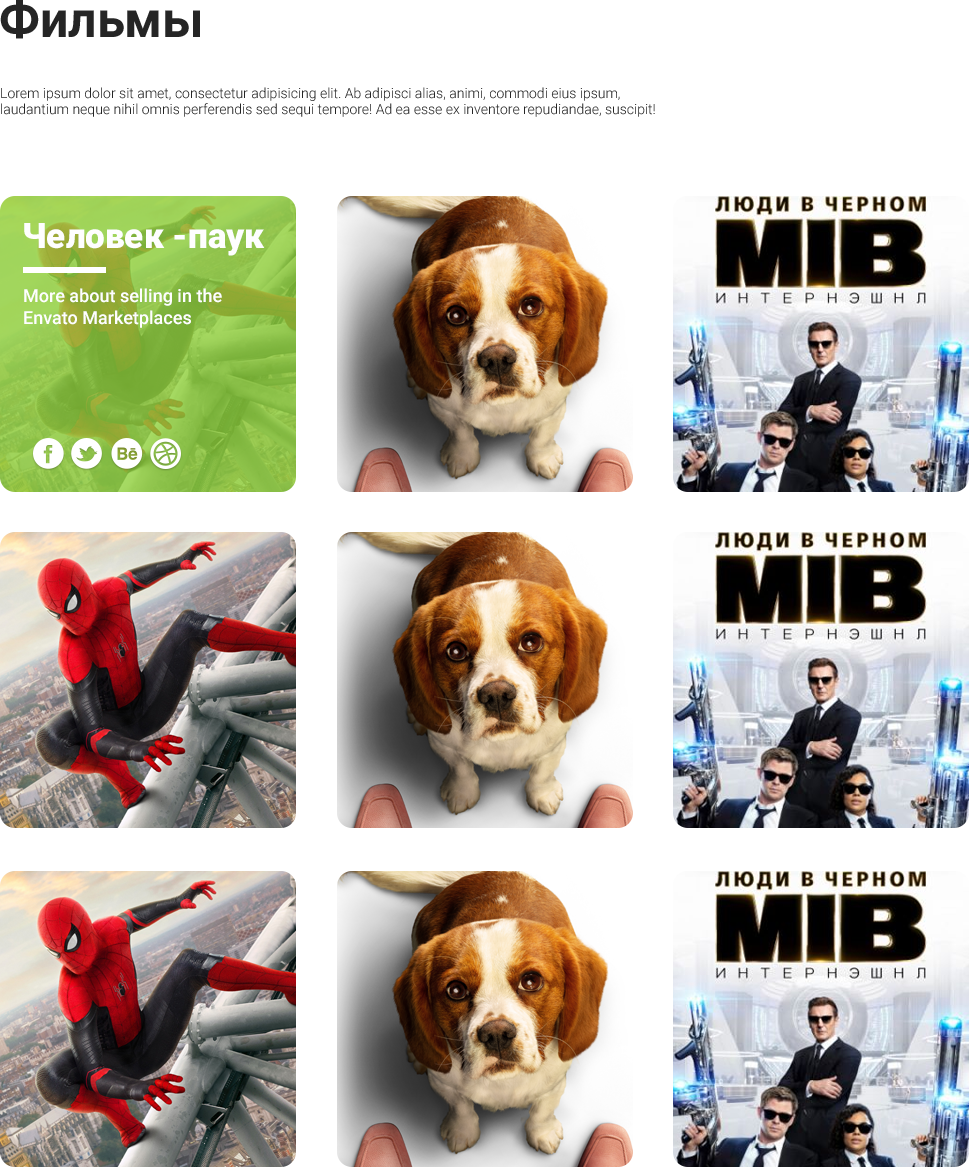 Фильмы
Lorem ipsum dolor sit amet, consectetur adipisicing elit. Ab adipisci alias, animi, commodi eius ipsum,
laudantium neque nihil omnis perferendis sed sequi tempore! Ad ea esse ex inventore repudiandae, suscipit!
Человек -паук
More about selling in the
Envato Marketplaces
f
Bē
ЛЮДИ В ЧЕРНОМ
MIB
ИНТЕРНЭШНЛ
ЛЮДИ В ЧЕРНОМ
MIB
ИНТЕРНЭШНЛ
ЛЮДИ В ЧЕРНОМ
MIB
ИНТЕРНЭШНЛ